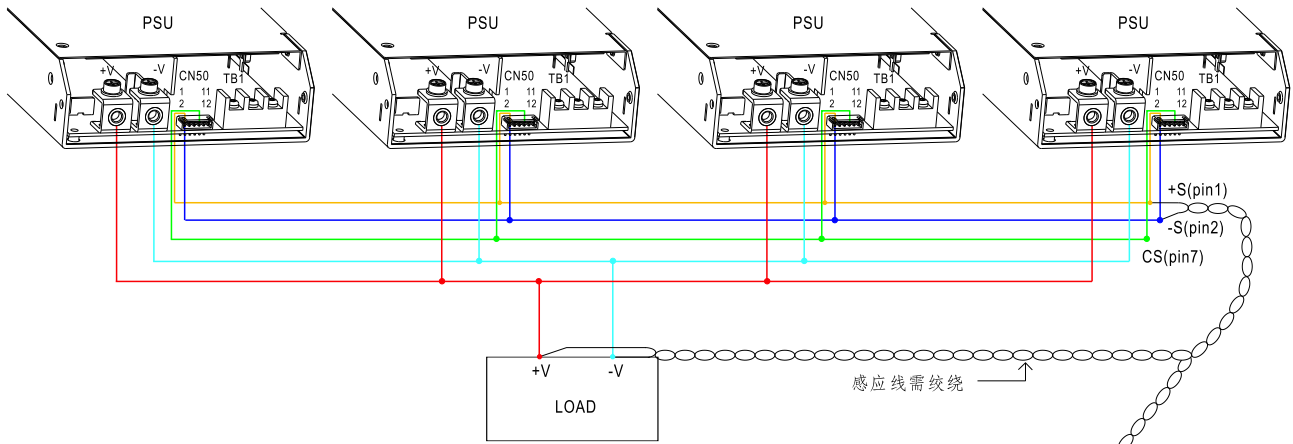 PSU PSU PSU PSU
+V -V CN50 TB1 +V -V CN50 TB1 +V -V CN50 TB1 +V -V CN50 TB1
1 11 1 11 1 11 1 11
2 12 2 12 2 12 2 12
+S(pin1)
-S(pin2)
CS(pin7)
+V -V
感应线需绞绕
LOAD